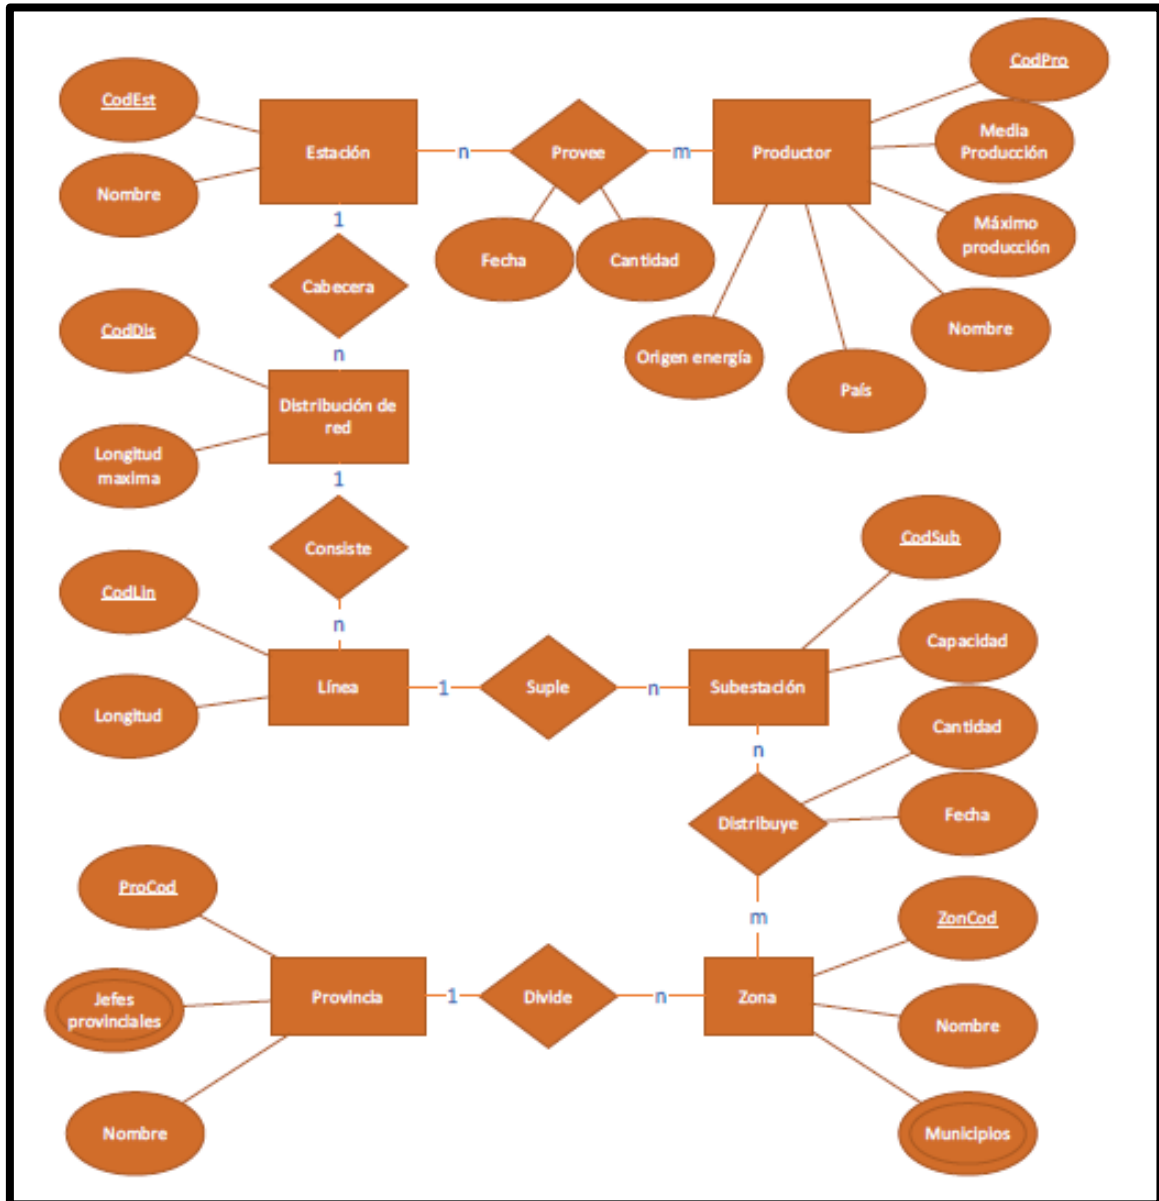 CodPro
CodEst
Media
Producción
Estación
n
Provee
m
Productor
Nombre
1
Máximo
producción
Fecha
Cantidad
Cabecera
CodDis
Nombre
n
Origen energía
País
Distribución de
red
Longitud
maxima
1
CodSub
Consiste
CodLin
n
Capacidad
Línea
1
Suple
n
Subestación
Longitud
Cantidad
n
Distribuye
Fecha
ProCod
m
ZonCod
Jefes
provinciales
Provincia
1
Divide
n
Zona
Nombre
Nombre
Municipios